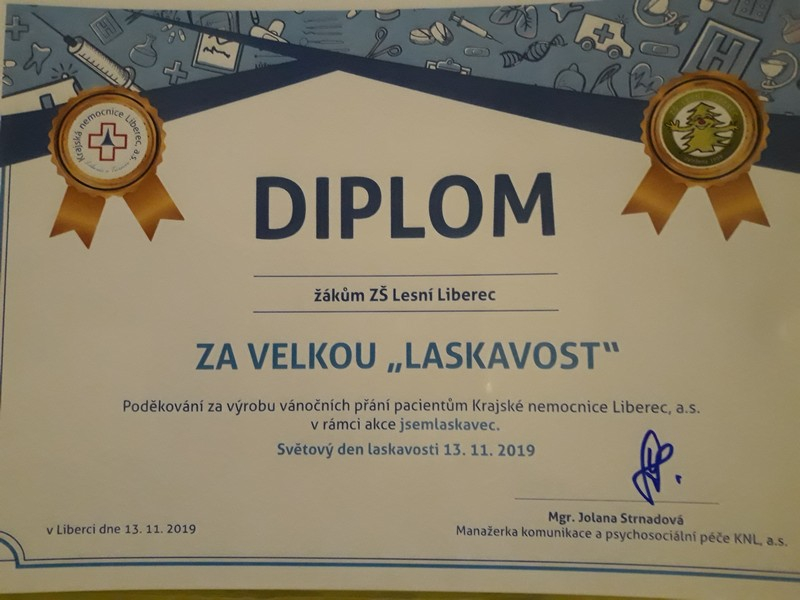 Krajská nemocnice Liberec, a.s.
DIPLOM
žákům ZŠ Lesní Liberec
ZA VELKOU „LASKAVOST“
Poděkování za výrobu vánočních přání pacientům Krajské nemocnice Liberec, a.s.
v rámci akce jsemlaskavec.
Světový den laskavosti 13. 11. 2019
v Liberci dne 13. 11. 2019
Mgr. Jolana Strnadová
Manažerka komunikace a psychosociální péče KNL, a.s.